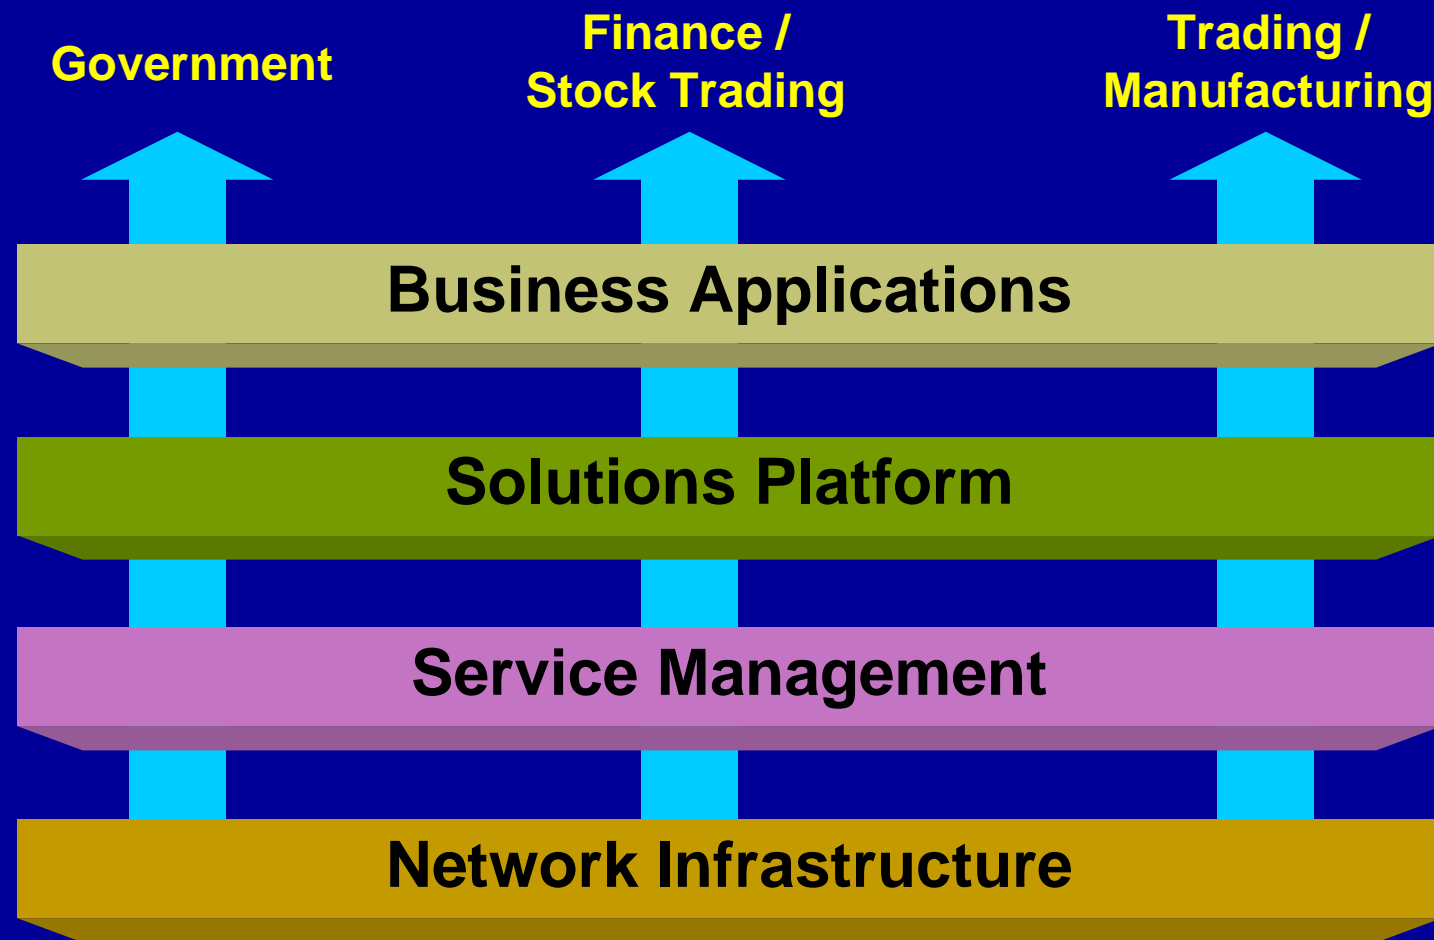 Government
Finance /
Stock Trading
Trading /
Manufacturing
Business Applications
Solutions Platform
Service Management
Network Infrastructure